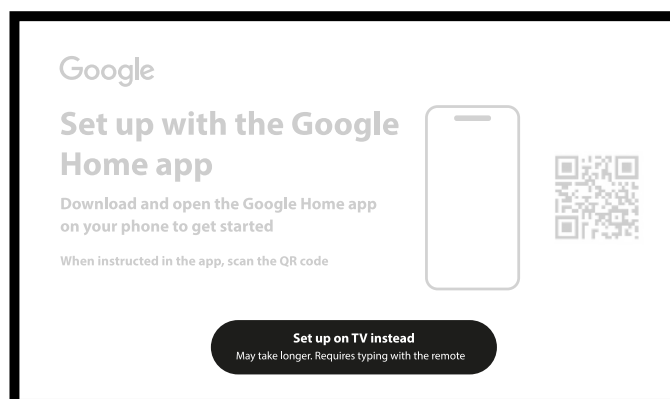 Google
Set up with the Google
Home app
Download and open the Google Home app
on your phone to get started
When instructed in the app, scan the QR code
Set up on TV instead
May take longer. Requires typing with the remote